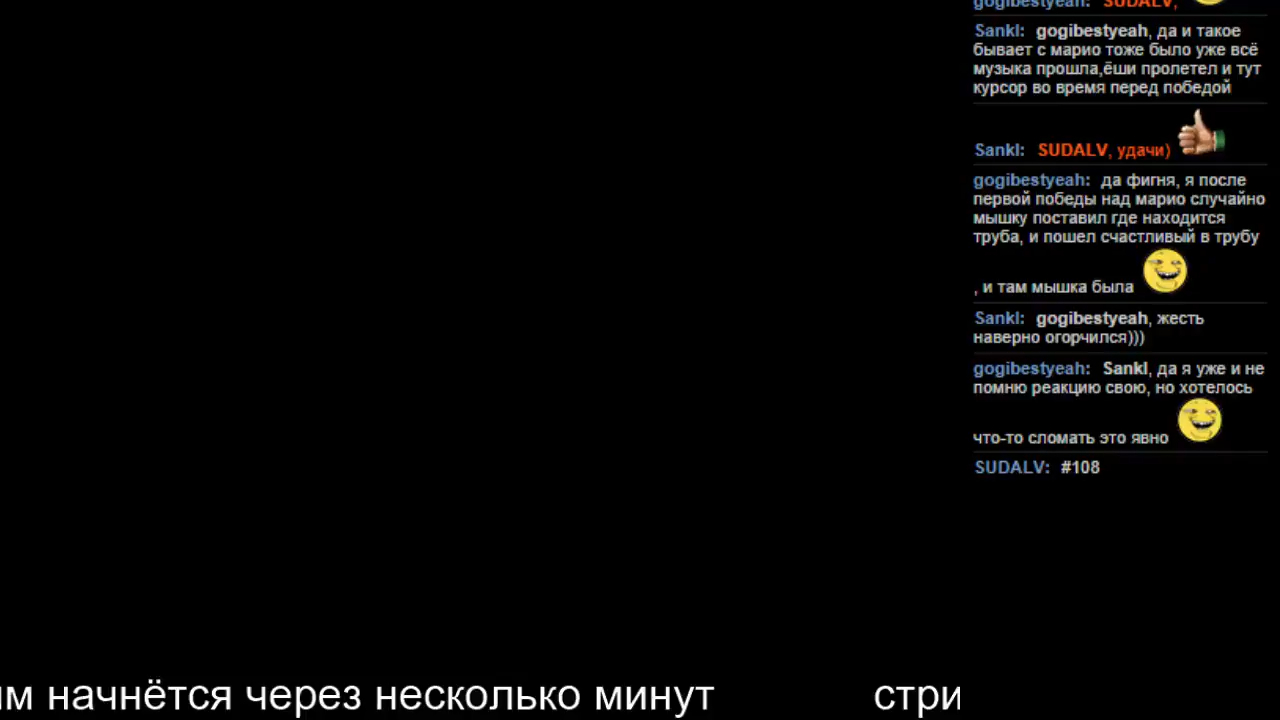 gogibestyeah: SUDALV,
Sankl: gogibestyeah, да и такое
бывает с марио тоже было уже всё
музыка прошла,ёши пролетел и тут
курсор во время перед победой
Sankl: SUDALV, удачи)
gogibestyeah: да фигня, я после
первой победы над марио случайно
мышку поставил где находится
труба, и пошел счастливый в трубу
, и там мышка была
Sankl: gogibestyeah, жесть
наверно огорчился)))
gogibestyeah: Sankl, да я уже и не
помню реакцию свою, но хотелось
что-то сломать это явно
SUDALV: #108
им начнётся через несколько минут стри